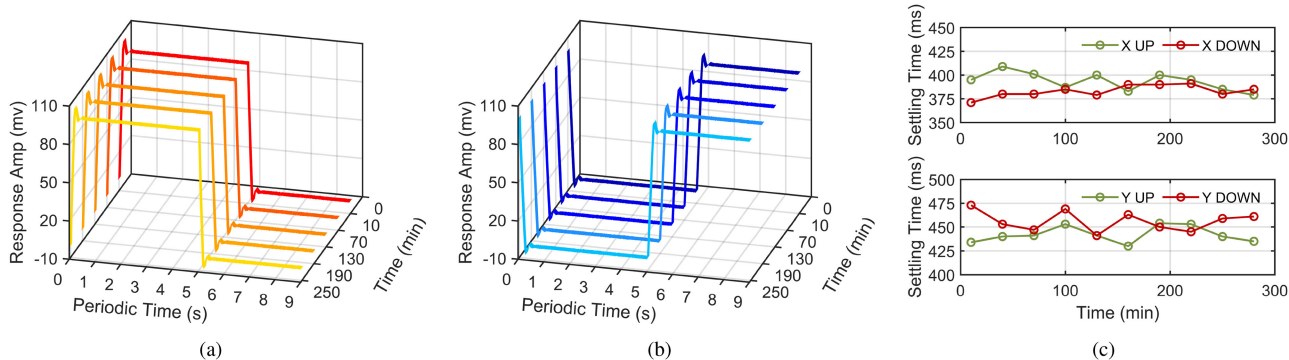 Response Amp (mv)
110
80
50
20
-10
0 1 2 3 4 5 6 7 8 9
Periodic Time (s)
0
10
70
130
190
250
Time (min)
(a)
Response Amp (mv)
110
80
50
20
-10
0 1 2 3 4 5 6 7 8 9
Periodic Time (s)
0
10
70
130
190
250
Time (min)
(b)
Settling Time (ms)
450
425
400
375
350
X UP X DOWN
0 100 200 300
Settling Time (ms)
500
475
450
425
400
Y UP Y DOWN
0 100 200 300
Time (min)
(c)